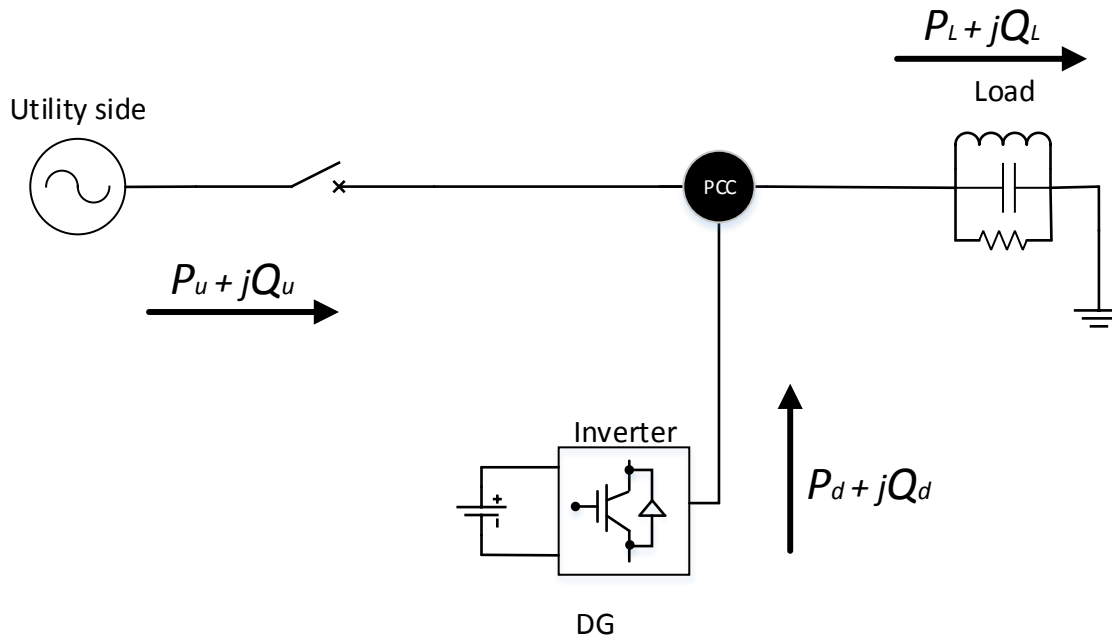 P_L + jQ_L
Load
Utility side
PCC
P_u + jQ_u
Inverter
P_d + jQ_d
DG